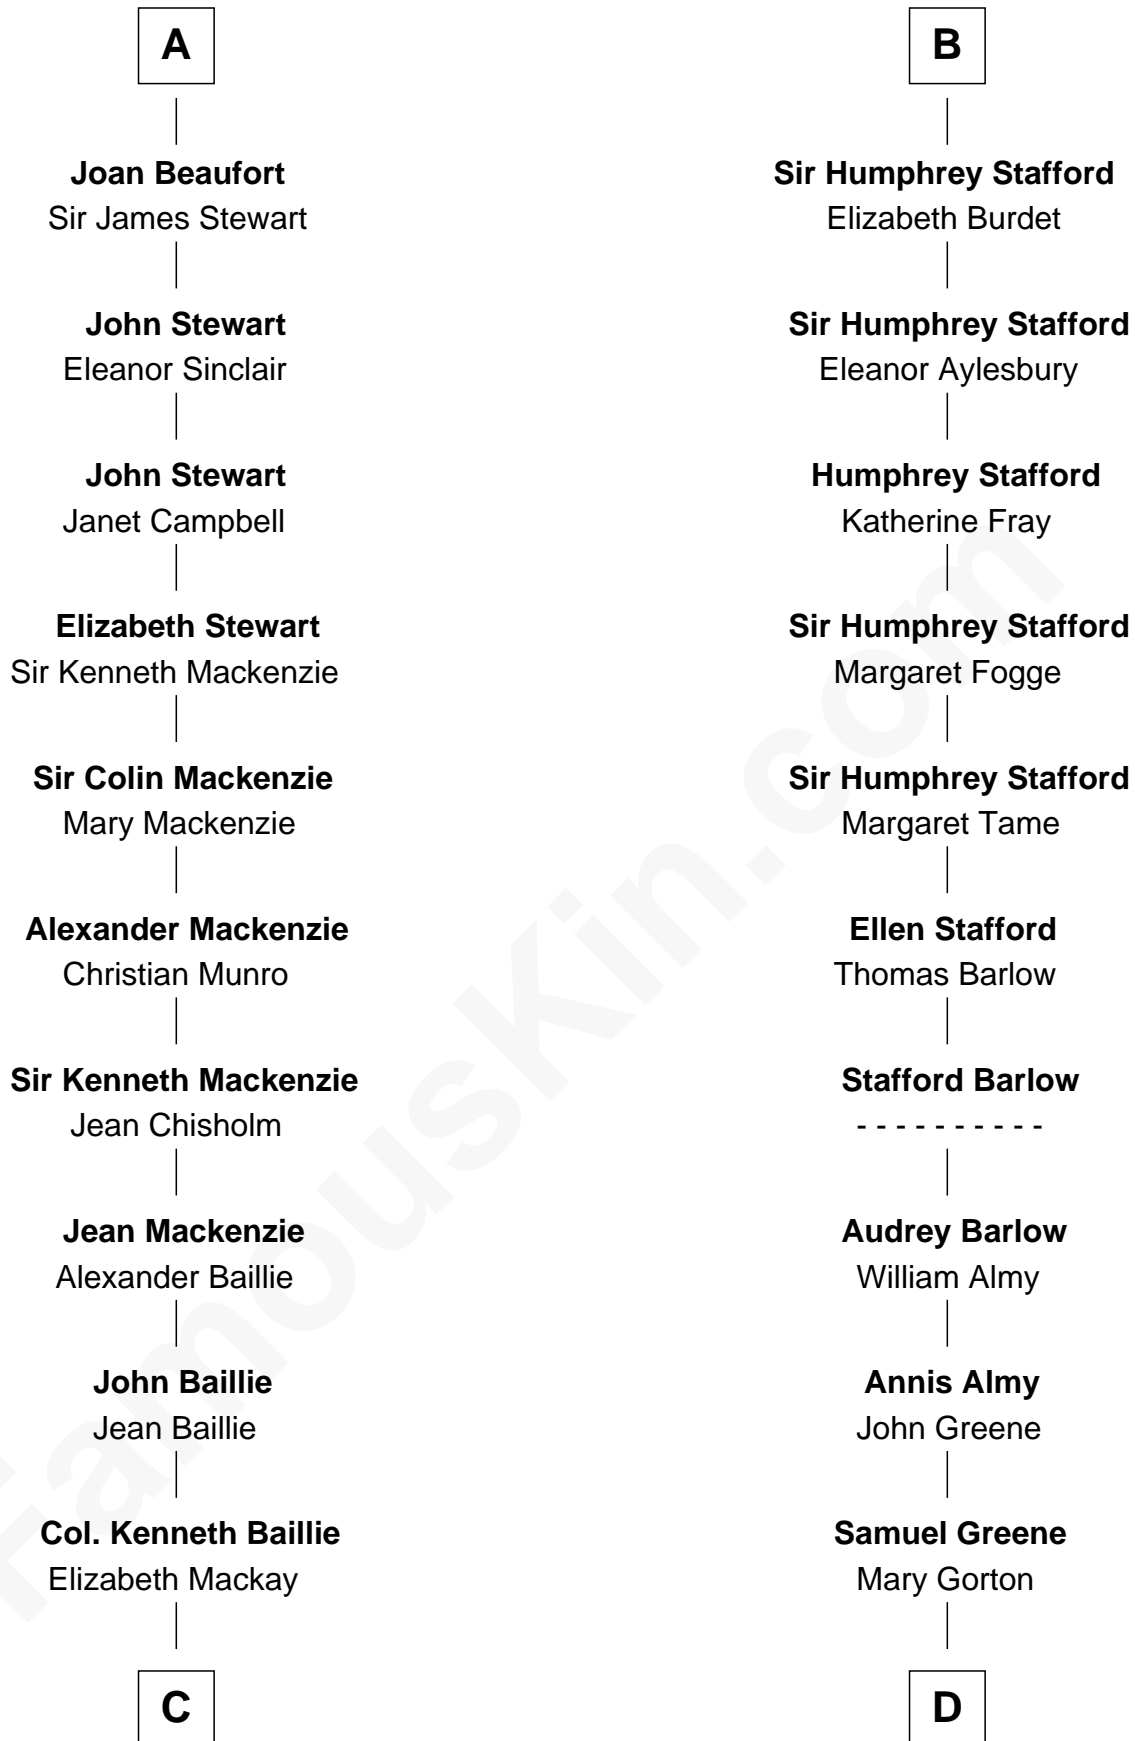 A
Joan Beaufort
Sir James Stewart
John Stewart
Eleanor Sinclair
John Stewart
Janet Campbell
Elizabeth Stewart
Sir Kenneth Mackenzie
Sir Colin Mackenzie
Mary Mackenzie
Alexander Mackenzie
Christian Munro
Sir Kenneth Mackenzie
Jean Chisholm
Jean Mackenzie
Alexander Baillie
John Baillie
Jean Baillie
Col. Kenneth Baillie
Elizabeth Mackay
C
B
Sir Humphrey Stafford
Elizabeth Burdet
Sir Humphrey Stafford
Eleanor Aylesbury
Humphrey Stafford
Katherine Fray
Sir Humphrey Stafford
Margaret Fogge
Sir Humphrey Stafford
Margaret Tame
Ellen Stafford
Thomas Barlow
Stafford Barlow
- - - - - - - - - -
Audrey Barlow
William Almy
Annis Almy
John Greene
Samuel Greene
Mary Gorton
D
FamousKin.com